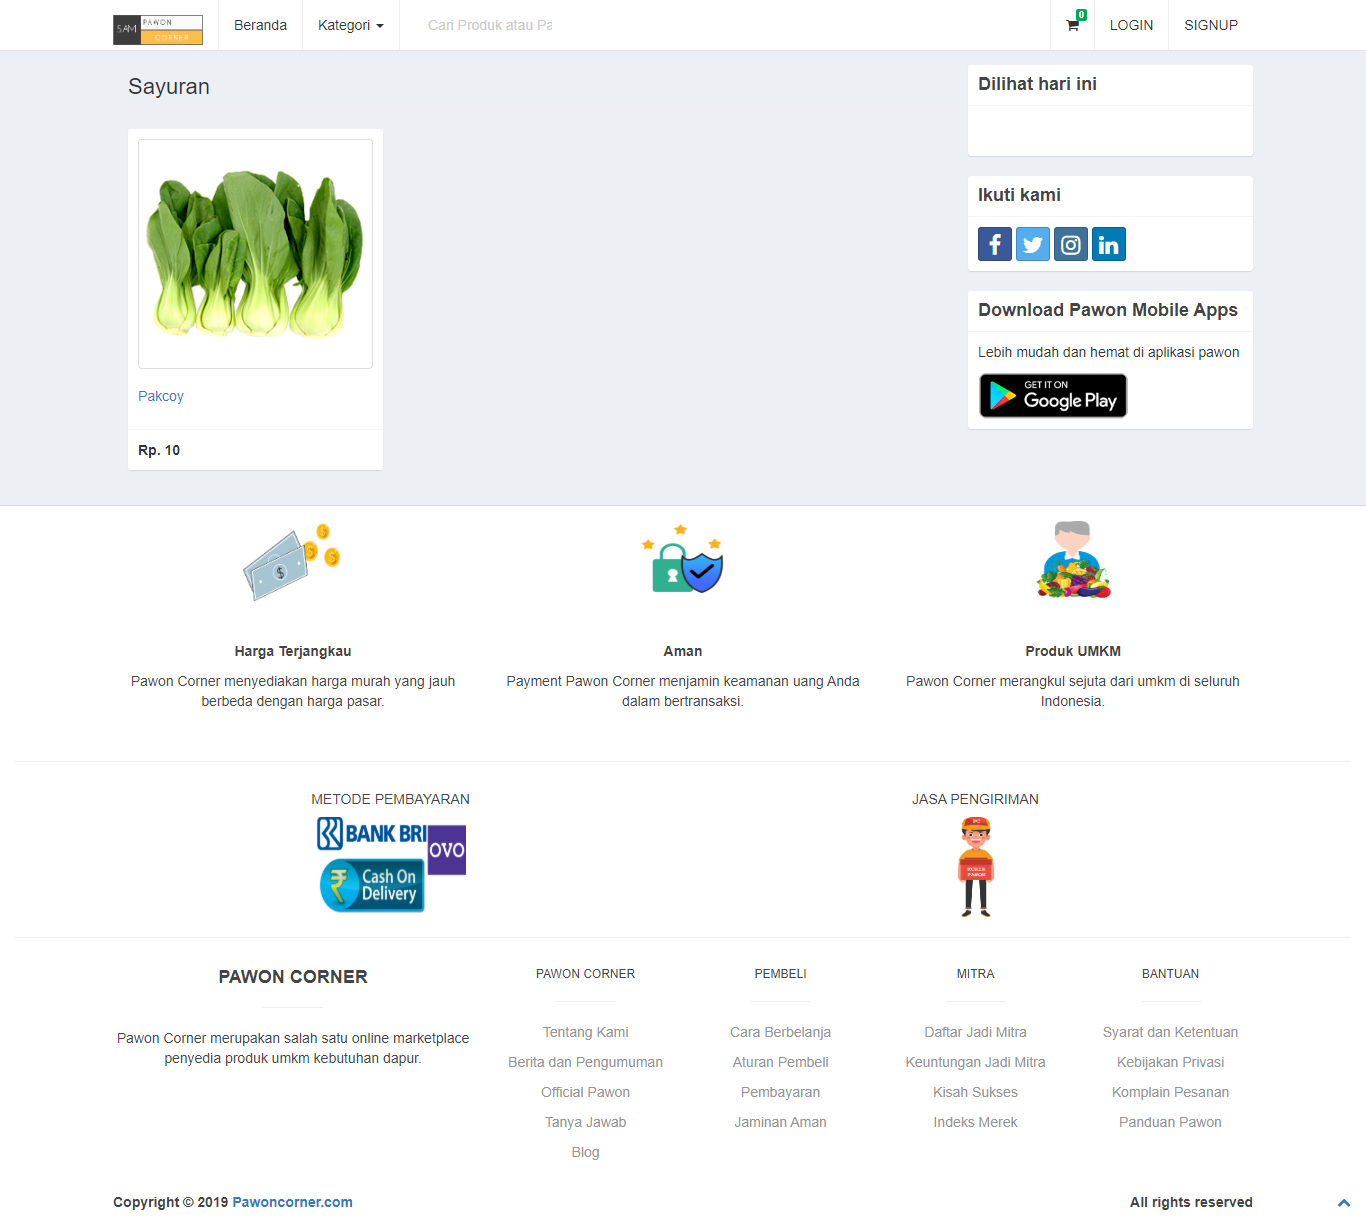 SAM
PAWON
CORNER
Beranda
Kategori
Cari Produk atau Pa
0
LOGIN
SIGNUP
Sayuran
Pakcoy
Rp. 10
Dilihat hari ini
Ikuti kami
Download Pawon Mobile Apps
Lebih mudah dan hemat di aplikasi pawon
GET IT ON
Google Play
Harga Terjangkau
Pawon Corner menyediakan harga murah yang jauh
berbeda dengan harga pasar.
Aman
Payment Pawon Corner menjamin keamanan uang Anda
dalam bertransaksi.
Produk UMKM
Pawon Corner merangkul sejuta dari umkm di seluruh
Indonesia.
METODE PEMBAYARAN
BANK BRI
OVO
Cash On
Delivery
JASA PENGIRIMAN
PC
PAWON
PAWON CORNER
Pawon Corner merupakan salah satu online marketplace
penyedia produk umkm kebutuhan dapur.
PAWON CORNER
Tentang Kami
Berita dan Pengumuman
Official Pawon
Tanya Jawab
Blog
PEMBELI
Cara Berbelanja
Aturan Pembeli
Pembayaran
Jaminan Aman
MITRA
Daftar Jadi Mitra
Keuntungan Jadi Mitra
Kisah Sukses
Indeks Merek
BANTUAN
Syarat dan Ketentuan
Kebijakan Privasi
Komplain Pesanan
Panduan Pawon
Copyright © 2019 Pawoncorner.com
All rights reserved